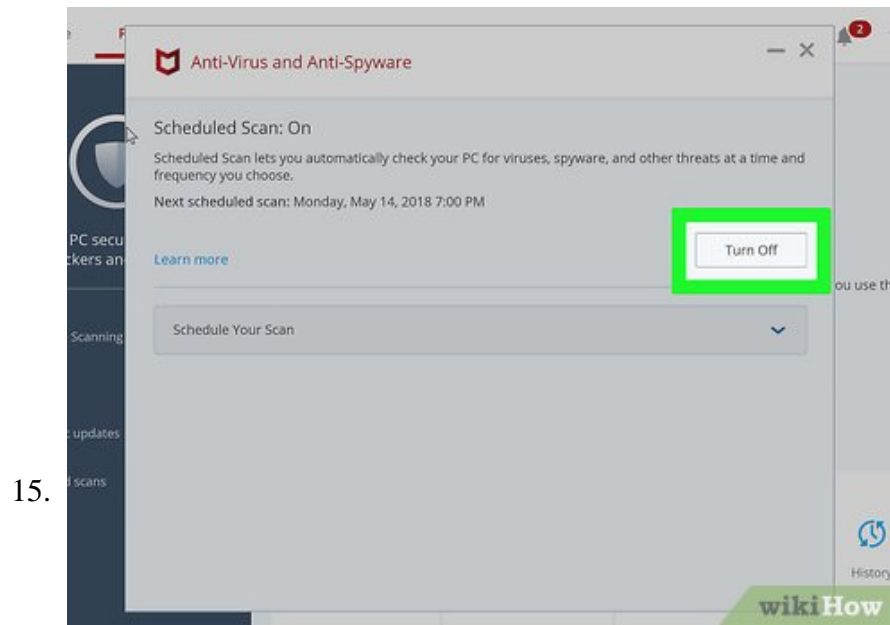 2
Anti-Virus and Anti-Spyware
Scheduled Scan: On
Scheduled Scan lets you automatically check your PC for viruses, spyware, and other threats at a time and
frequency you choose.
Next scheduled scan: Monday, May 14, 2018 7:00 PM
PC secu
ckers an
Turn Off
Learn more
ou use th
Scanning
Schedule Your Scan
updates
15.
scans
History
wikiHow